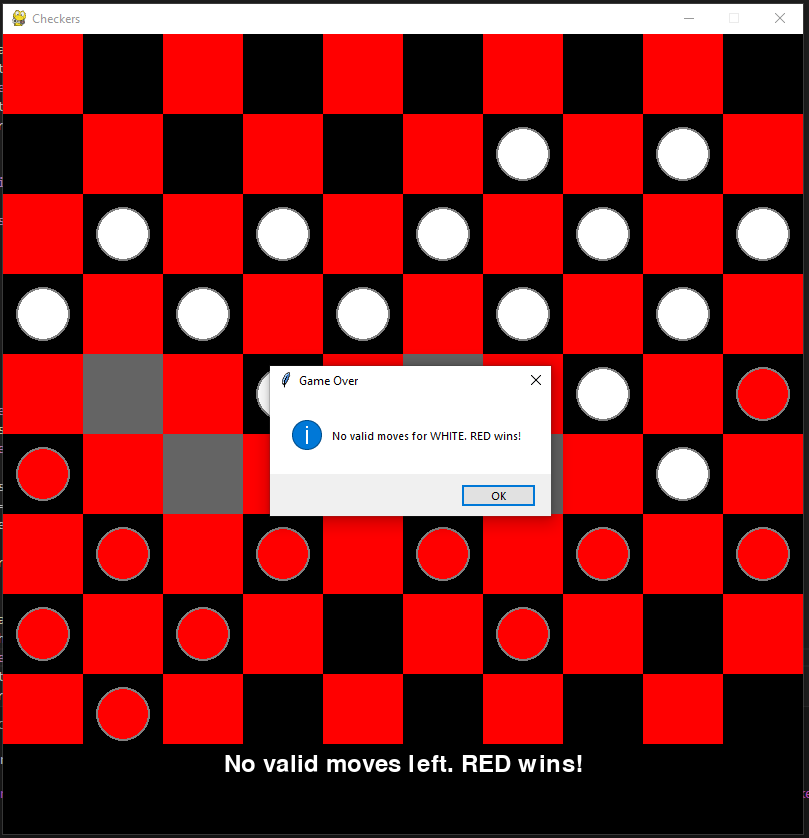 Checkers
Game Over
No valid moves for WHITE. RED wins!
OK
No valid moves left. RED wins!